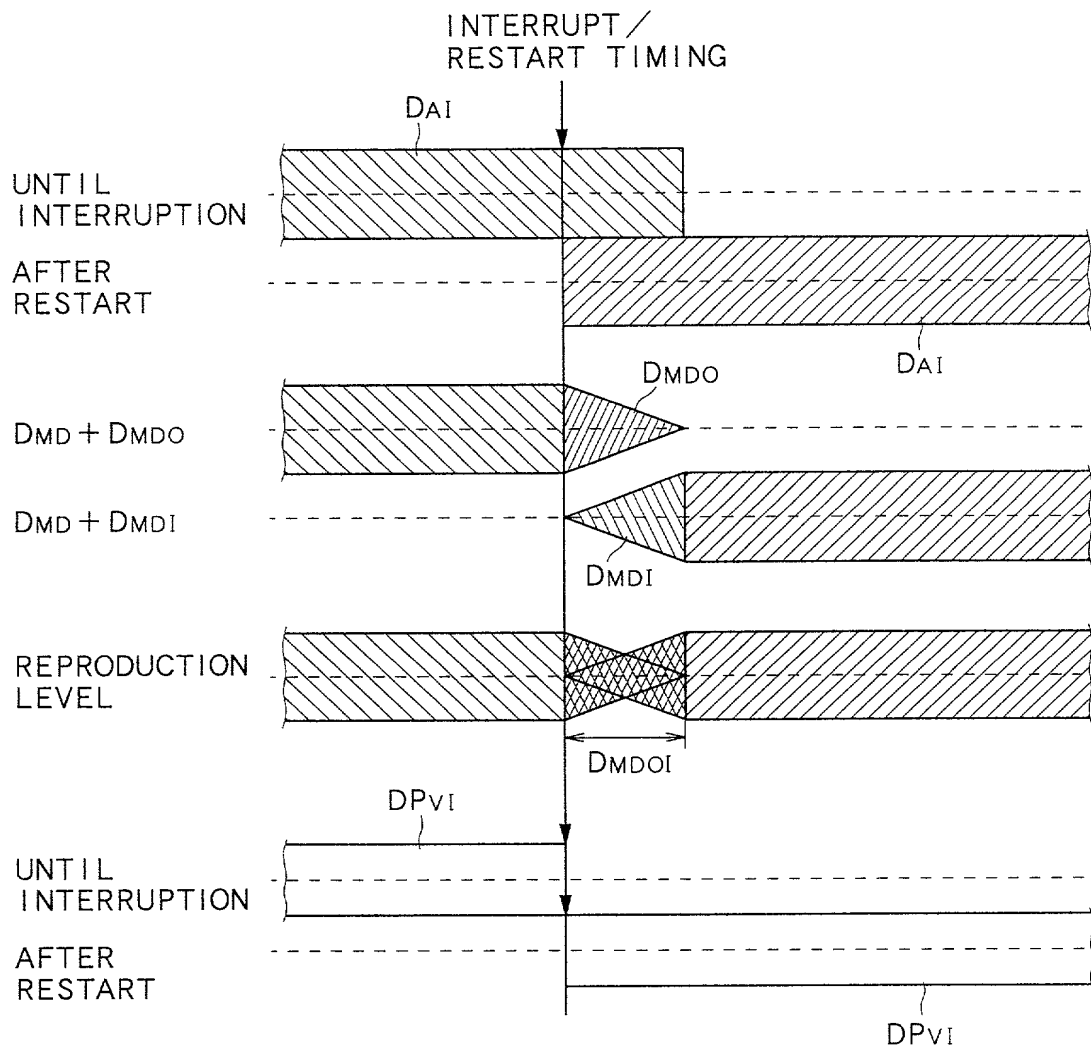 INTERRUPT/
RESTART TIMING
DAI
UNTIL
INTERRUPTION
AFTER
RESTART
DAI
DMDO
DMD + DMDO
DMD + DMDI
DMDI
REPRODUCTION
LEVEL
DMDOI
DPVI
UNTIL
INTERRUPTION
AFTER
RESTART
DPVI